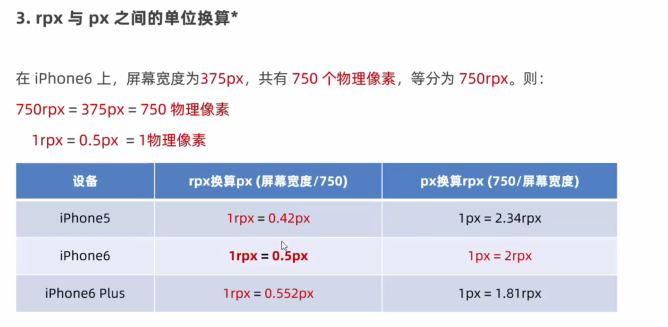 3. rpx 与 px 之间的单位换算*
在 iPhone6 上，屏幕宽度为375px，共有 750 个物理像素，等分为 750rpx。则：
750rpx = 375px = 750 物理像素
1rpx = 0.5px = 1物理像素
设备 rpx换算px (屏幕宽度/750) px换算rpx (750/屏幕宽度)
iPhone5 1rpx = 0.42px 1px = 2.34rpx
iPhone6 1rpx = 0.5px 1px = 2rpx
iPhone6 Plus 1rpx = 0.552px 1px = 1.81rpx